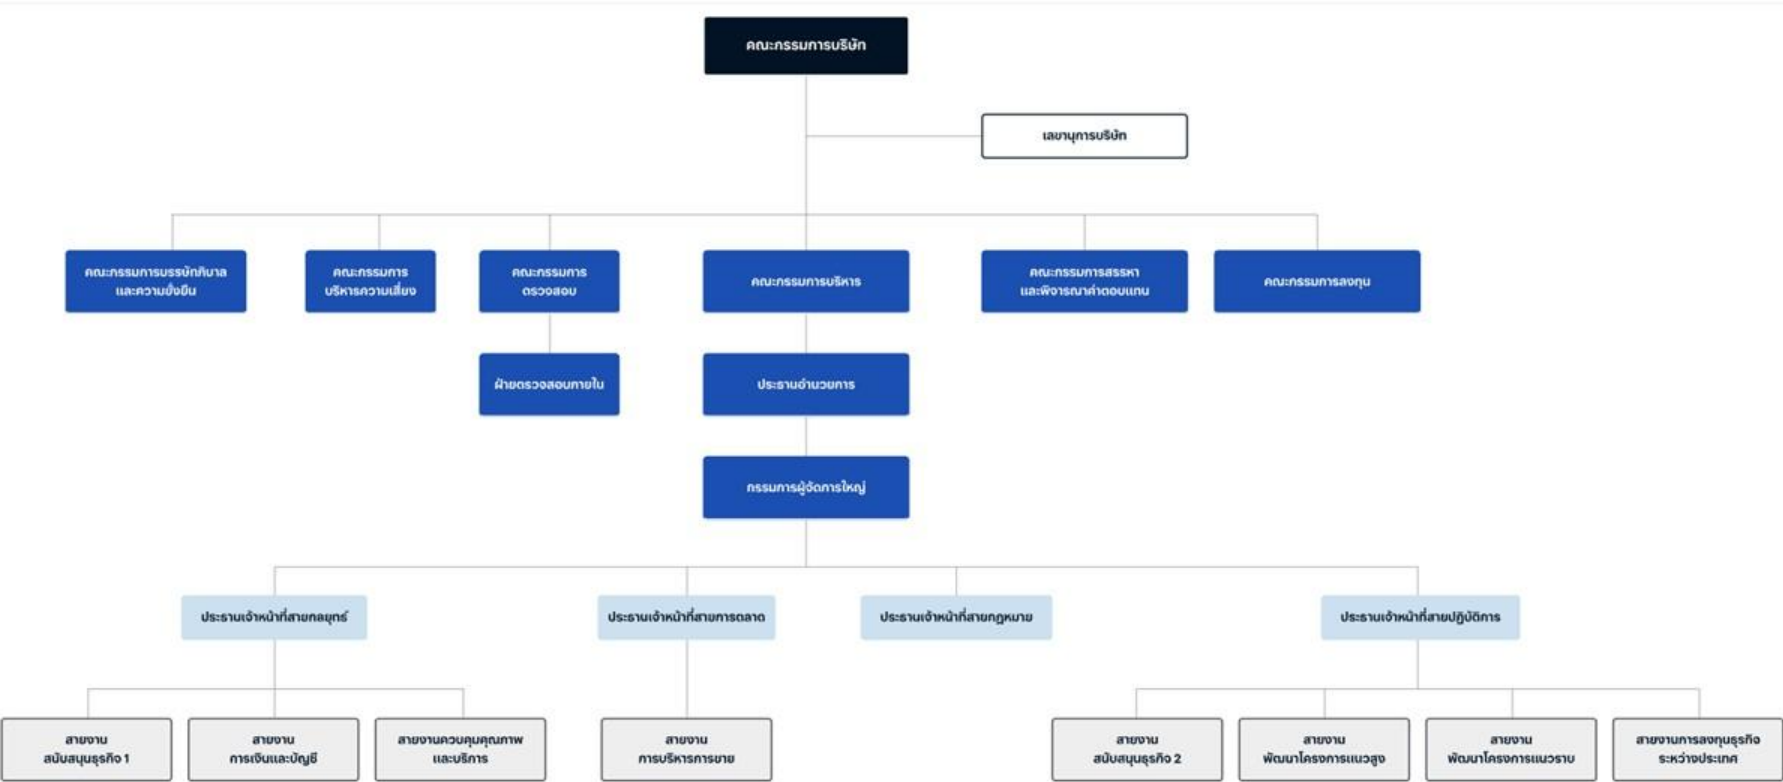 คณะกรรมการบริษัท
เลขานุการบริษัท
คณะกรรมการบรรษัทภิบาล
และความยั่งยืน
คณะกรรมการ
บริหารความเสี่ยง
คณะกรรมการ
ตรวจสอบ
คณะกรรมการบริหาร
คณะกรรมการสรรหา
และพิจารณาค่าตอบแทน
คณะกรรมการลงทุน
ฝ่ายตรวจสอบภายใน
ประธานอำนวยการ
กรรมการผู้จัดการใหญ่
ประธานเจ้าหน้าที่สายกลยุทธ์
ประธานเจ้าหน้าที่สายการตลาด
ประธานเจ้าหน้าที่สายกฎหมาย
ประธานเจ้าหน้าที่สายปฏิบัติการ
สายงาน
สนับสนุนธุรกิจ 1
สายงาน
การเงินและบัญชี
สายงานควบคุมคุณภาพ
และบริการ
สายงาน
การบริหารการขาย
สายงาน
สนับสนุนธุรกิจ 2
สายงาน
พัฒนาโครงการแนวสูง
สายงาน
พัฒนาโครงการแนวราบ
สายงานการลงทุนธุรกิจ
ระหว่างประเทศ